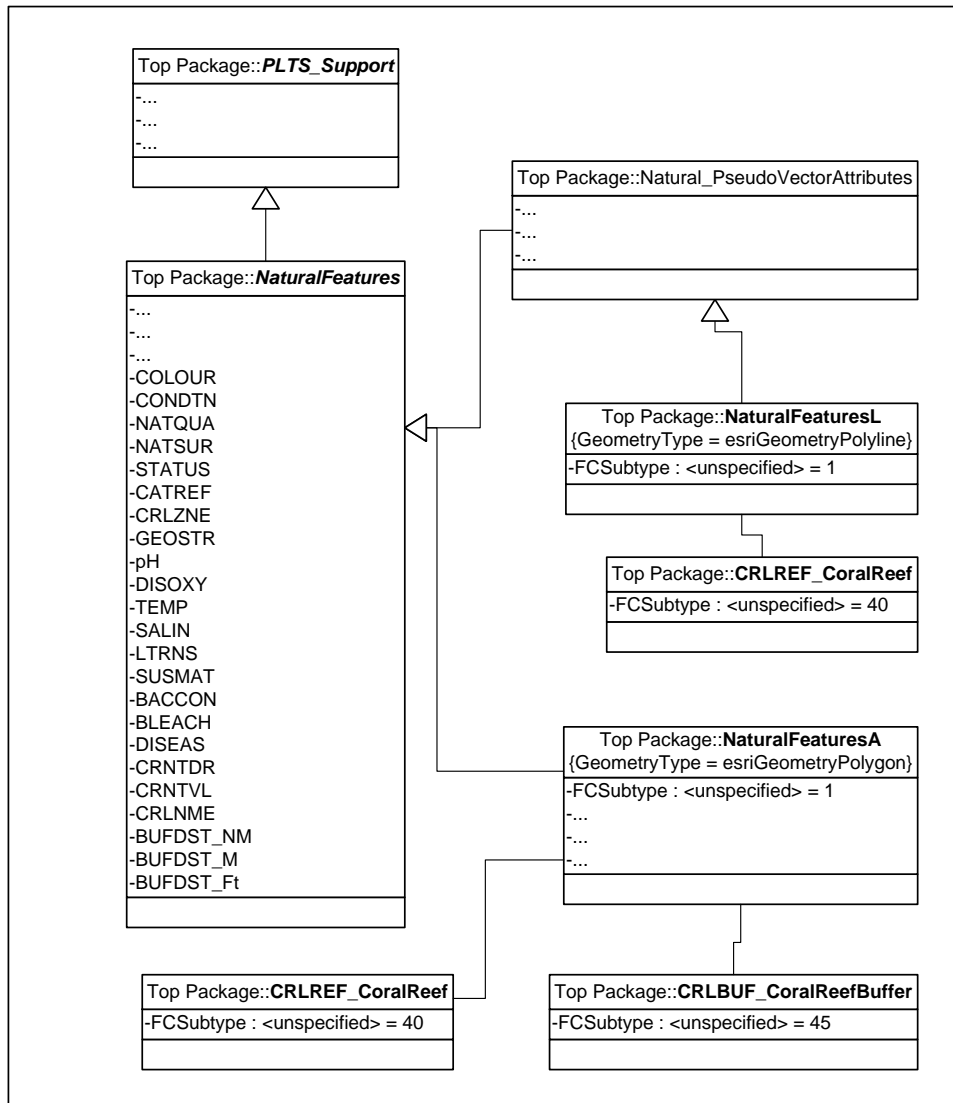 Top Package::PLTS_Support
-...
-...
-...
Top Package::NaturalFeatures
-...
-...
-...
-COLOUR
-CONDTN
-NATQUA
-NATSUR
-STATUS
-CATREF
-CRLZNE
-GEOSTR
-pH
-DISOXY
-TEMP
-SALIN
-LTRNS
-SUSMAT
-BACCON
-BLEACH
-DISEAS
-CRNTDR
-CRNTVL
-CRLNME
-BUFDST_NM
-BUFDST_M
-BUFDST_Ft
Top Package::Natural_PseudoVectorAttributes
-...
-...
-...
Top Package::NaturalFeaturesL
{GeometryType = esriGeometryPolyline}
-FCSubtype : <unspecified> = 1
Top Package::CRLREF_CoralReef
-FCSubtype : <unspecified> = 40
Top Package::NaturalFeaturesA
{GeometryType = esriGeometryPolygon}
-FCSubtype : <unspecified> = 1
-...
-...
-...
Top Package::CRLREF_CoralReef
-FCSubtype : <unspecified> = 40
Top Package::CRLBUF_CoralReefBuffer
-FCSubtype : <unspecified> = 45